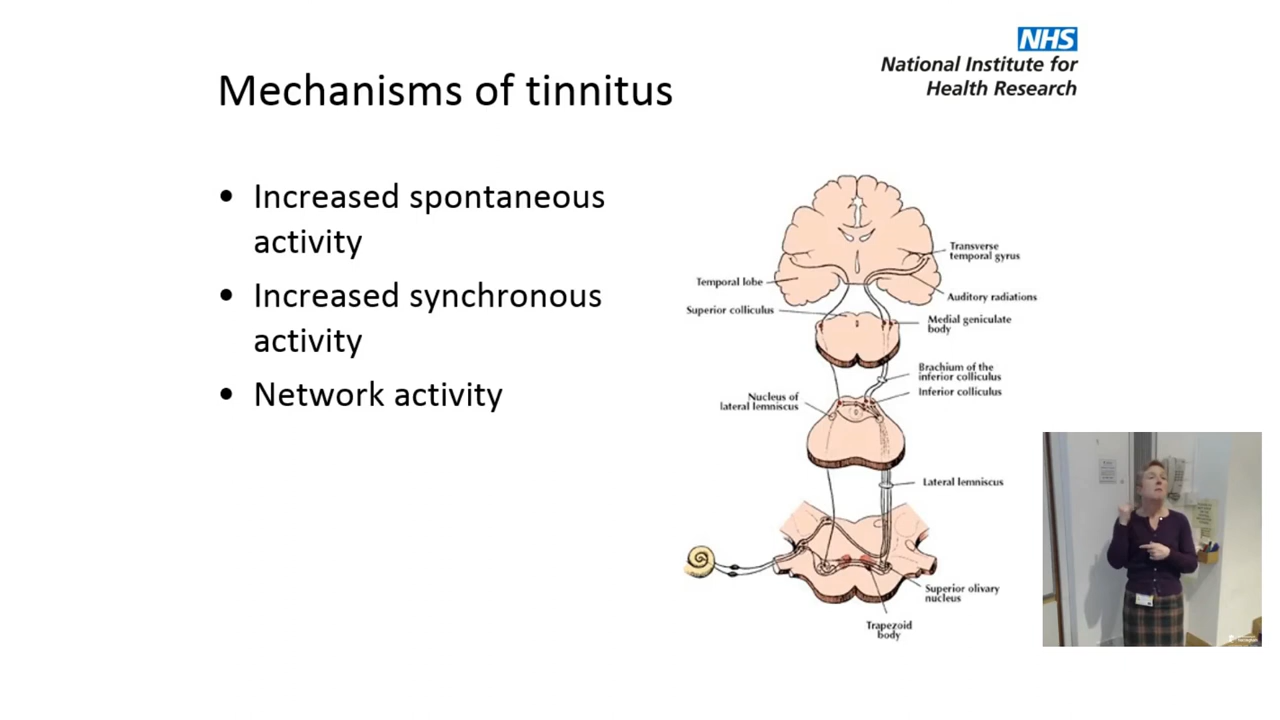 Mechanisms of tinnitus
NHS
National Institute for
Health Research
• Increased spontaneous
activity
• Increased synchronous
activity
• Network activity
Transverse
temporal gyrus
Temporal lobe
Auditory radiations
Superior colliculus
Medial geniculate
body
Brachium of the
inferior colliculus
Inferior colliculus
Nucleus of
lateral lemniscus
Lateral lemniscus
Superior olivary
nucleus
Trapezoid
body